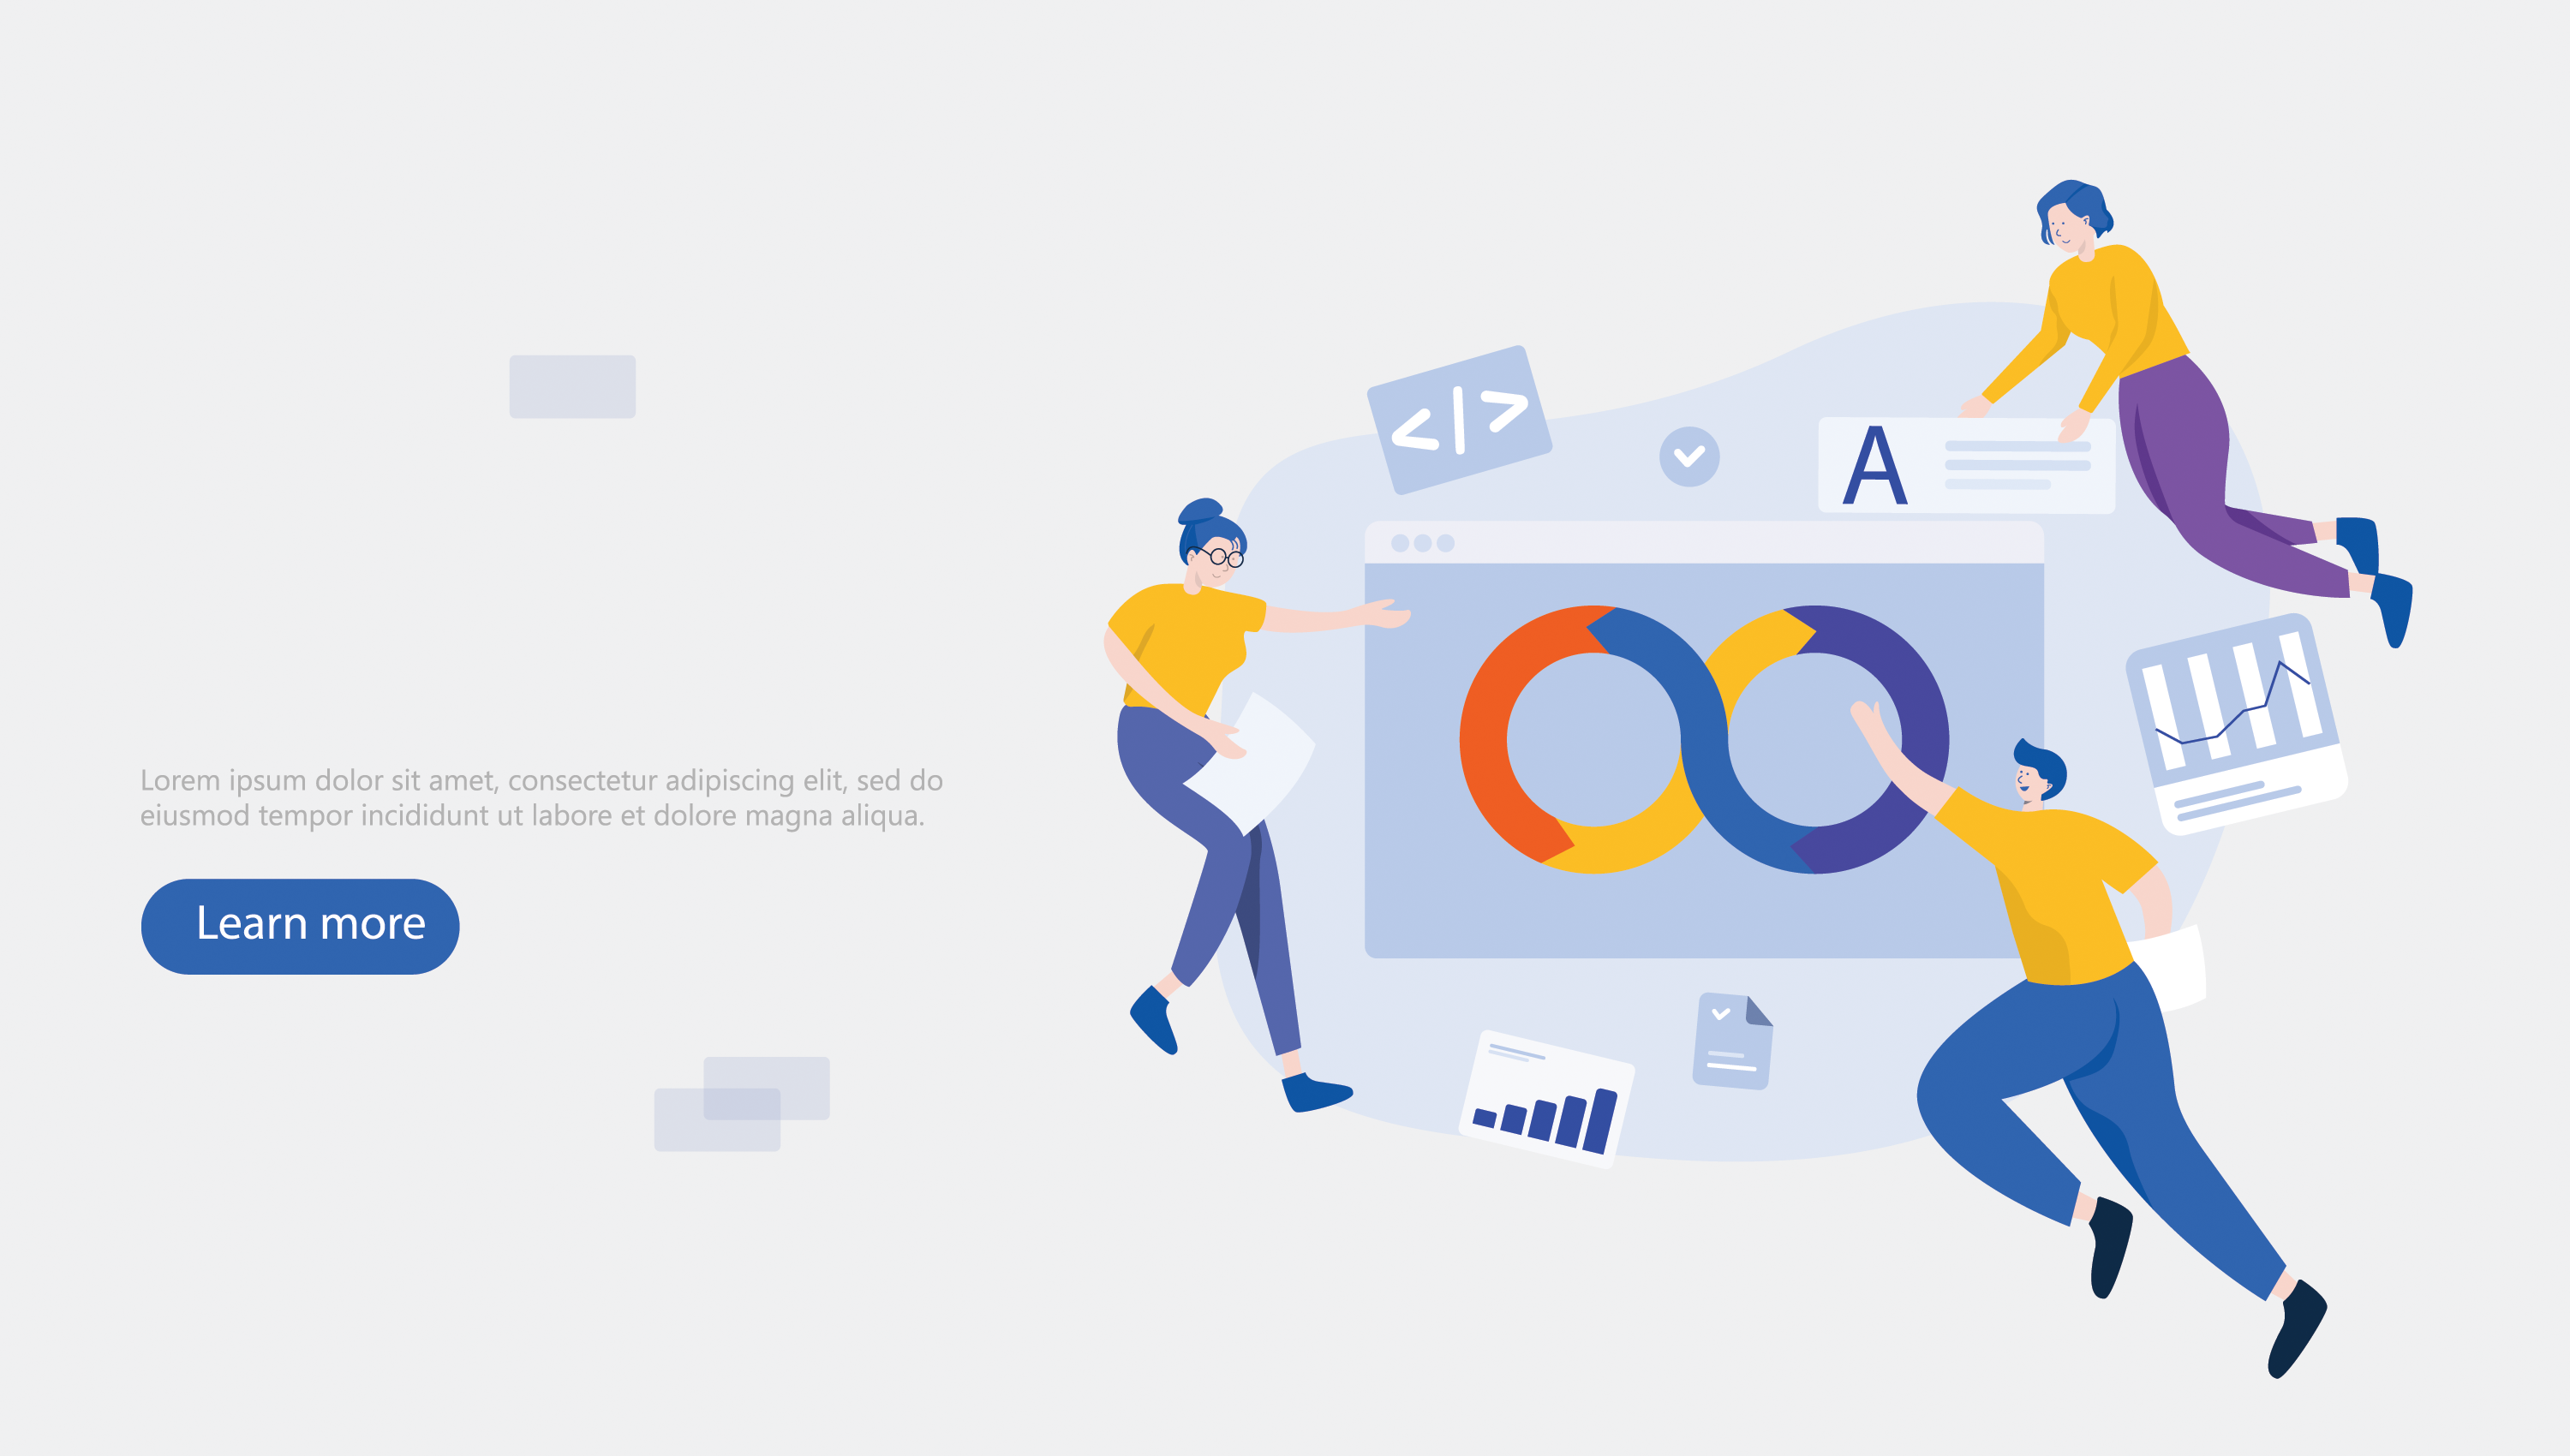 </>
A
Lorem ipsum dolor sit amet, consectetur adipiscing elit, sed do
eiusmod tempor incididunt ut labore et dolore magna aliqua.
Learn more